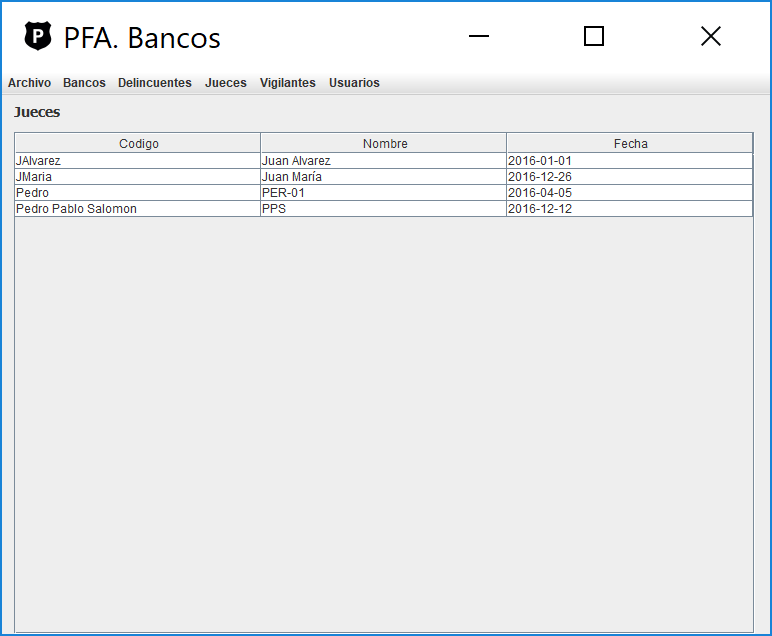 P PFA. Bancos
Archivo Bancos Delincuentes Jueces Vigilantes Usuarios
Jueces
Codigo Nombre Fecha
JAlvarez Juan Alvarez 2016-01-01
JMaria Juan María 2016-12-26
Pedro PER-01 2016-04-05
Pedro Pablo Salomon PPS 2016-12-12